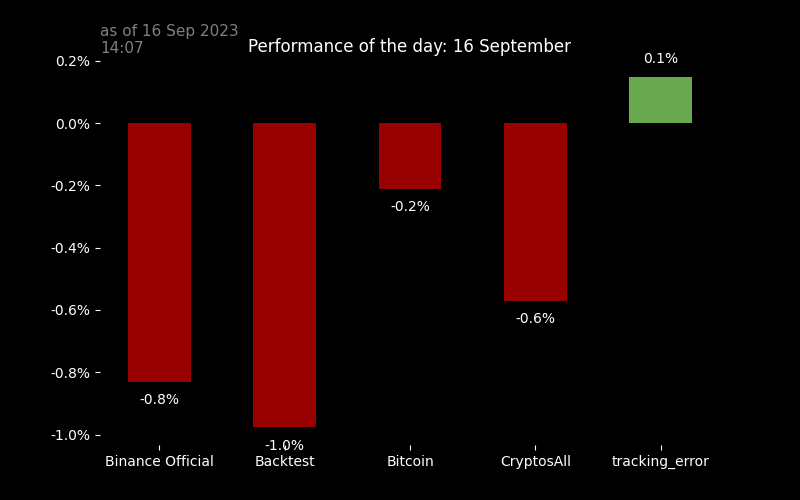 as of 16 Sep 2023
14:07
Performance of the day: 16 September
0.2%
0.0%
-0.2%
-0.4%
-0.6%
-0.8%
-1.0%
0.1%
-0.2%
-0.6%
-0.8%
-1.0%
Binance Official
Backtest
Bitcoin
CryptosAll
tracking_error